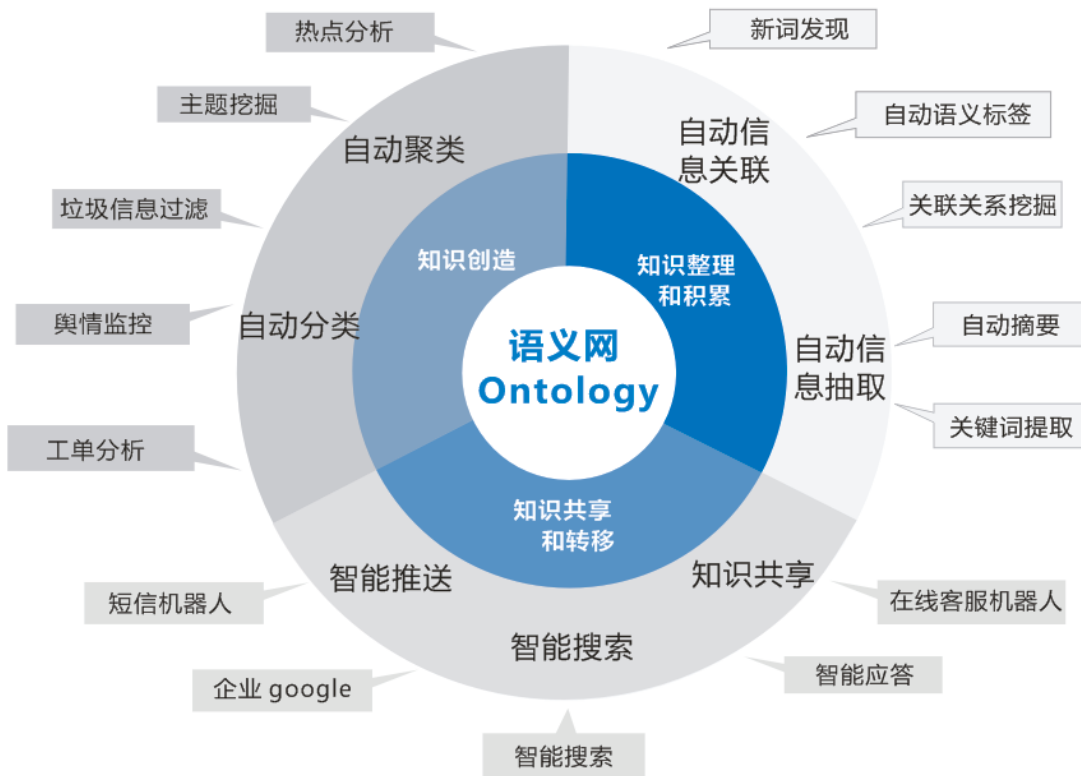 热点分析
新词发现
主题挖掘
自动语义标签
自动聚类
自动信
息关联
垃圾信息过滤
关联关系挖掘
知识创造
知识整理
和积累
舆情监控
自动分类
语义网
Ontology
自动信
息抽取
自动摘要
工单分析
关键词提取
知识共享
和转移
智能推送
知识共享
短信机器人
在线客服机器人
智能搜索
企业 google
智能应答
智能搜索